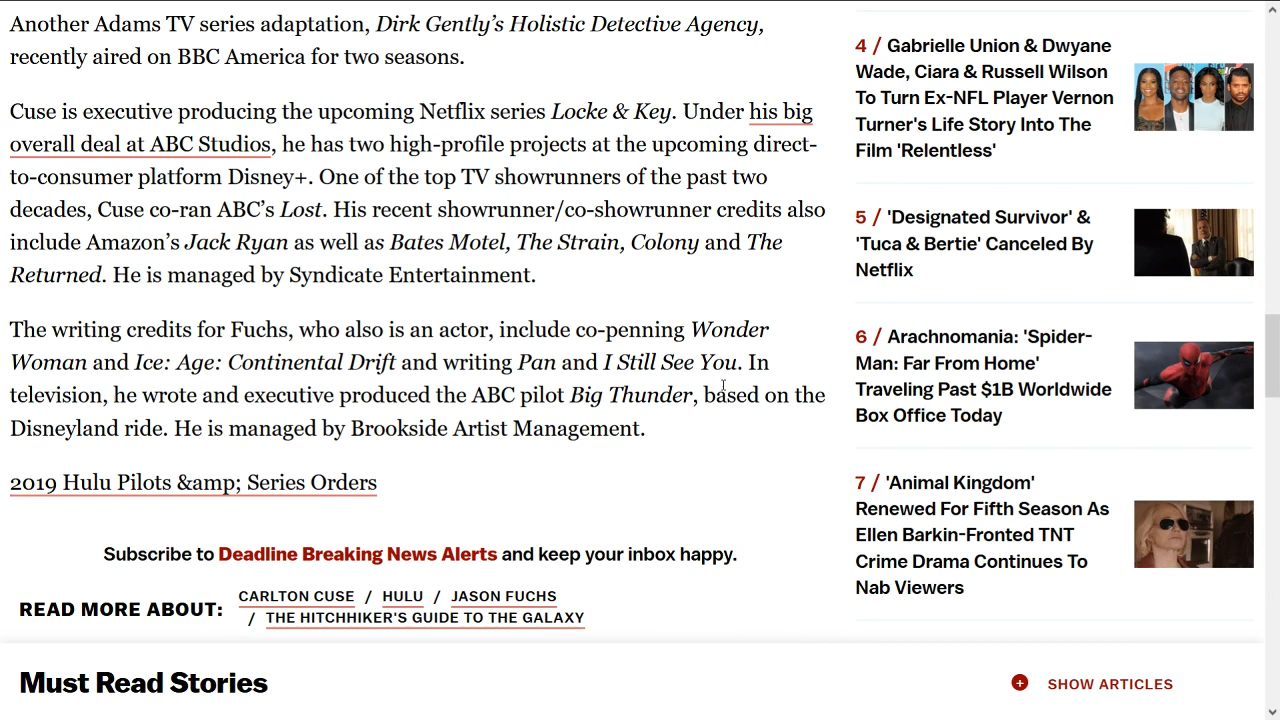 Another Adams TV series adaptation, Dirk Gently’s Holistic Detective Agency,
recently aired on BBC America for two seasons.
Cuse is executive producing the upcoming Netflix series Locke & Key. Under his big
overall deal at ABC Studios, he has two high-profile projects at the upcoming direct-
to-consumer platform Disney+. One of the top TV showrunners of the past two
decades, Cuse co-ran ABC’s Lost. His recent showrunner/co-showrunner credits also
include Amazon’s Jack Ryan as well as Bates Motel, The Strain, Colony and The
Returned. He is managed by Syndicate Entertainment.
The writing credits for Fuchs, who also is an actor, include co-penning Wonder
Woman and Ice: Age: Continental Drift and writing Pan and I Still See You. In
television, he wrote and executive produced the ABC pilot Big Thunder, based on the
Disneyland ride. He is managed by Brookside Artist Management.
2019 Hulu Pilots &amp; Series Orders
Subscribe to Deadline Breaking News Alerts and keep your inbox happy.
READ MORE ABOUT: CARLTON CUSE / HULU / JASON FUCHS
/ THE HITCHHIKER'S GUIDE TO THE GALAXY
4 / Gabrielle Union & Dwyane
Wade, Ciara & Russell Wilson
To Turn Ex-NFL Player Vernon
Turner's Life Story Into The
Film 'Relentless'
5 / 'Designated Survivor' &
'Tuca & Bertie' Canceled By
Netflix
6 / Arachnomania: 'Spider-
Man: Far From Home'
Traveling Past $1B Worldwide
Box Office Today
7 / 'Animal Kingdom'
Renewed For Fifth Season As
Ellen Barkin-Fronted TNT
Crime Drama Continues To
Nab Viewers
Must Read Stories
+ SHOW ARTICLES